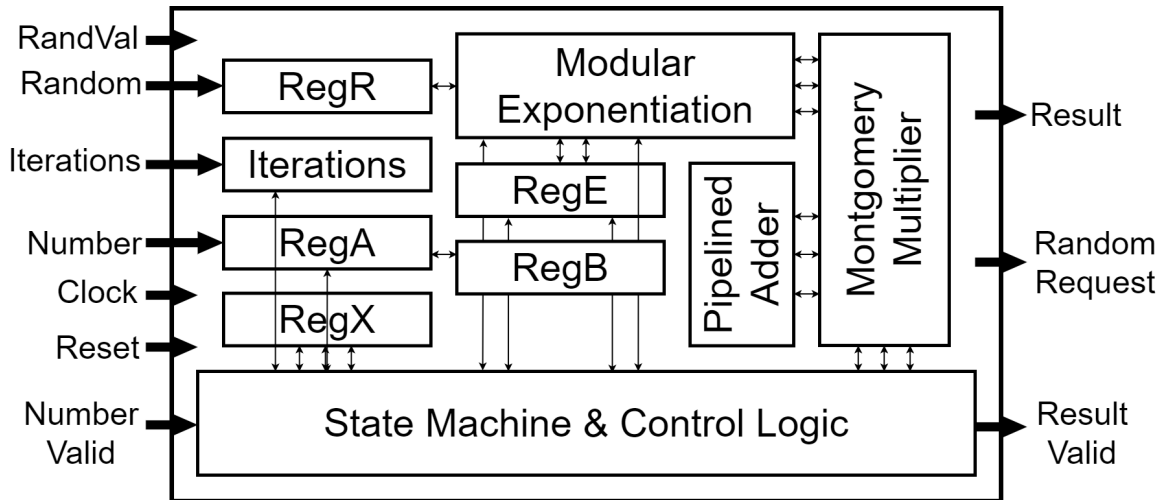 RandVal
Random
Iterations
Number
Clock
Reset
Number
Valid
RegR
Iterations
RegA
RegX
Modular
Exponentiation
RegE
RegB
Pipelined
Adder
Montgomery
Multiplier
State Machine & Control Logic
Result
Random
Request
Result
Valid